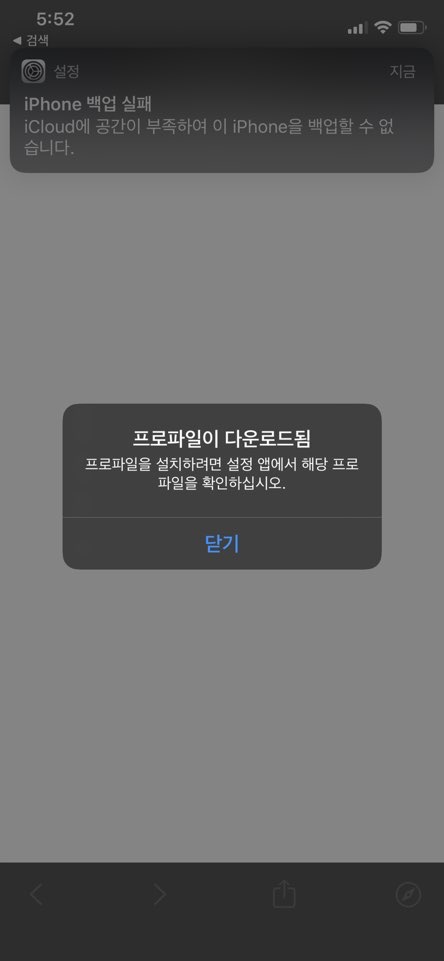 5:52
◀ 검색
설정
지금
iPhone 백업 실패
iCloud에 공간이 부족하여 이 iPhone을 백업할 수 없
습니다.
프로파일이 다운로드됨
프로파일을 설치하려면 설정 앱에서 해당 프로
파일을 확인하십시오.
닫기